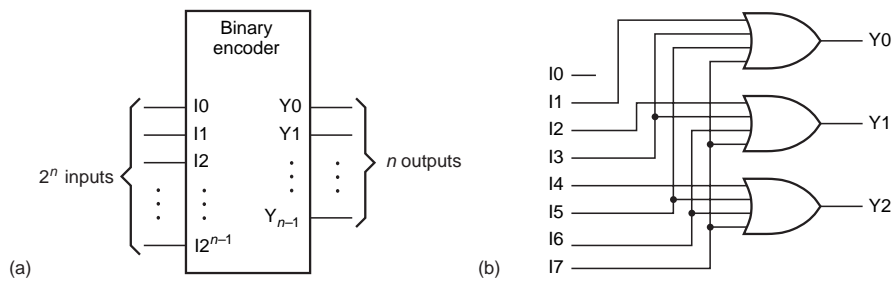 Binary
encoder
2ⁿ inputs
I0
I1
I2
I2ⁿ⁻¹
Y0
Y1
Yₙ₋₁
n outputs
(a)
I0
I1
I2
I3
I4
I5
I6
I7
Y0
Y1
Y2
(b)